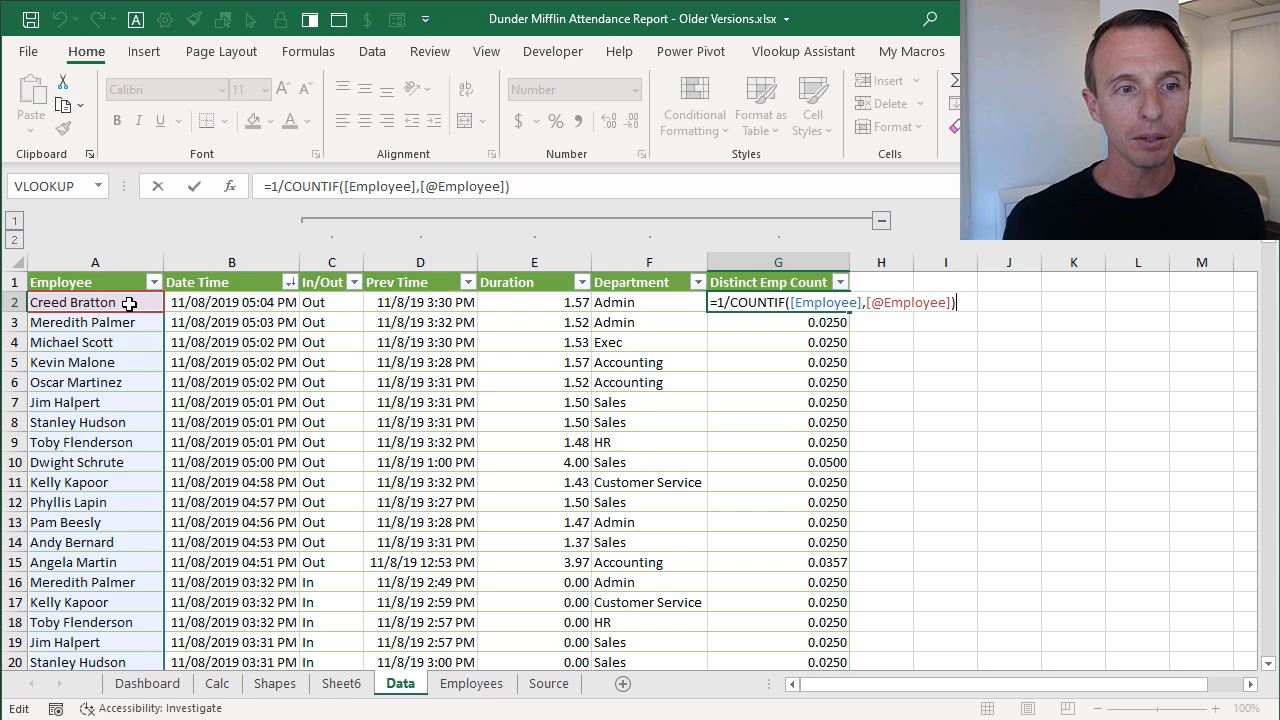 Dunder Mifflin Attendance Report - Older Versions.xlsx
File Home Insert Page Layout Formulas Data Review View Developer Help Power Pivot Vlookup Assistant My Macros
Calibri 11 Number Insert
Paste Conditional Format as Cell Delete
B I U $ % Formatting Table Styles Format
Clipboard Font Alignment Number Styles Cells
VLOOKUP =1/COUNTIF([Employee],[@Employee])
1
2
A B C D E F G H I J K L M
1 Employee Date Time In/Out Prev Time Duration Department Distinct Emp Count
2 Creed Bratton 11/08/2019 05:04 PM Out 11/8/19 3:30 PM 1.57 Admin =1/COUNTIF([Employee],[@Employee])
3 Meredith Palmer 11/08/2019 05:03 PM Out 11/8/19 3:32 PM 1.52 Admin 0.0250
4 Michael Scott 11/08/2019 05:02 PM Out 11/8/19 3:30 PM 1.53 Exec 0.0250
5 Kevin Malone 11/08/2019 05:02 PM Out 11/8/19 3:28 PM 1.57 Accounting 0.0250
6 Oscar Martinez 11/08/2019 05:02 PM Out 11/8/19 3:31 PM 1.52 Accounting 0.0250
7 Jim Halpert 11/08/2019 05:01 PM Out 11/8/19 3:31 PM 1.50 Sales 0.0250
8 Stanley Hudson 11/08/2019 05:01 PM Out 11/8/19 3:31 PM 1.50 Sales 0.0250
9 Toby Flenderson 11/08/2019 05:01 PM Out 11/8/19 3:32 PM 1.48 HR 0.0250
10 Dwight Schrute 11/08/2019 05:00 PM Out 11/8/19 1:00 PM 4.00 Sales 0.0500
11 Kelly Kapoor 11/08/2019 04:58 PM Out 11/8/19 3:32 PM 1.43 Customer Service 0.0250
12 Phyllis Lapin 11/08/2019 04:57 PM Out 11/8/19 3:27 PM 1.50 Sales 0.0250
13 Pam Beesly 11/08/2019 04:56 PM Out 11/8/19 3:28 PM 1.47 Admin 0.0250
14 Andy Bernard 11/08/2019 04:53 PM Out 11/8/19 3:31 PM 1.37 Sales 0.0250
15 Angela Martin 11/08/2019 04:51 PM Out 11/8/19 12:53 PM 3.97 Accounting 0.0357
16 Meredith Palmer 11/08/2019 03:32 PM In 11/8/19 2:49 PM 0.00 Admin 0.0250
17 Kelly Kapoor 11/08/2019 03:32 PM In 11/8/19 2:59 PM 0.00 Customer Service 0.0250
18 Toby Flenderson 11/08/2019 03:32 PM In 11/8/19 2:57 PM 0.00 HR 0.0250
19 Jim Halpert 11/08/2019 03:31 PM In 11/8/19 2:57 PM 0.00 Sales 0.0250
20 Stanley Hudson 11/08/2019 03:31 PM In 11/8/19 3:00 PM 0.00 Sales 0.0250
Dashboard Calc Shapes Sheet6 Data Employees Source
Edit Accessibility: Investigate 100%